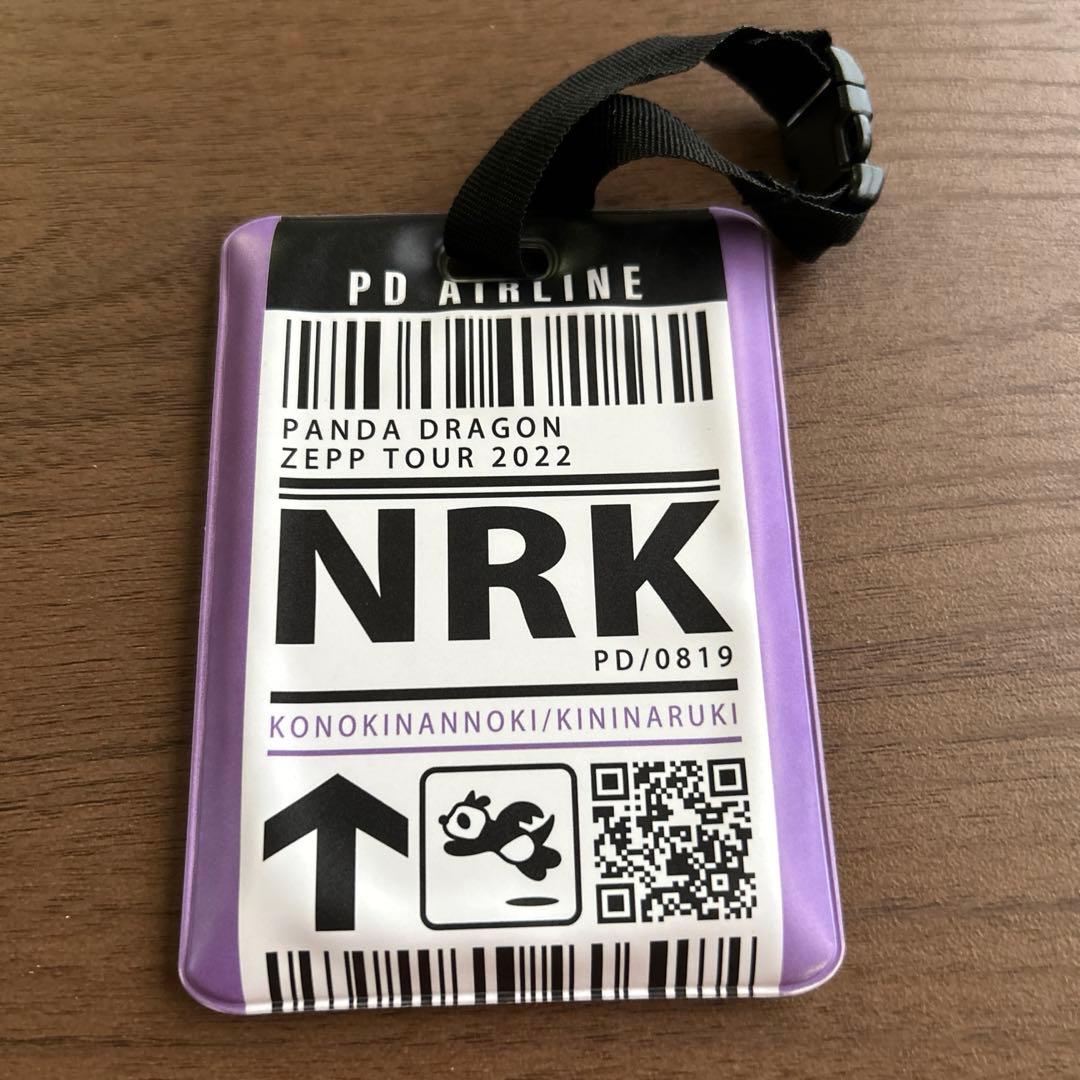 PD AIRLINE
PANDA DRAGON
ZEPP TOUR 2022
NRK
PD/0819
KONOKINANNOKI/KININARUKI